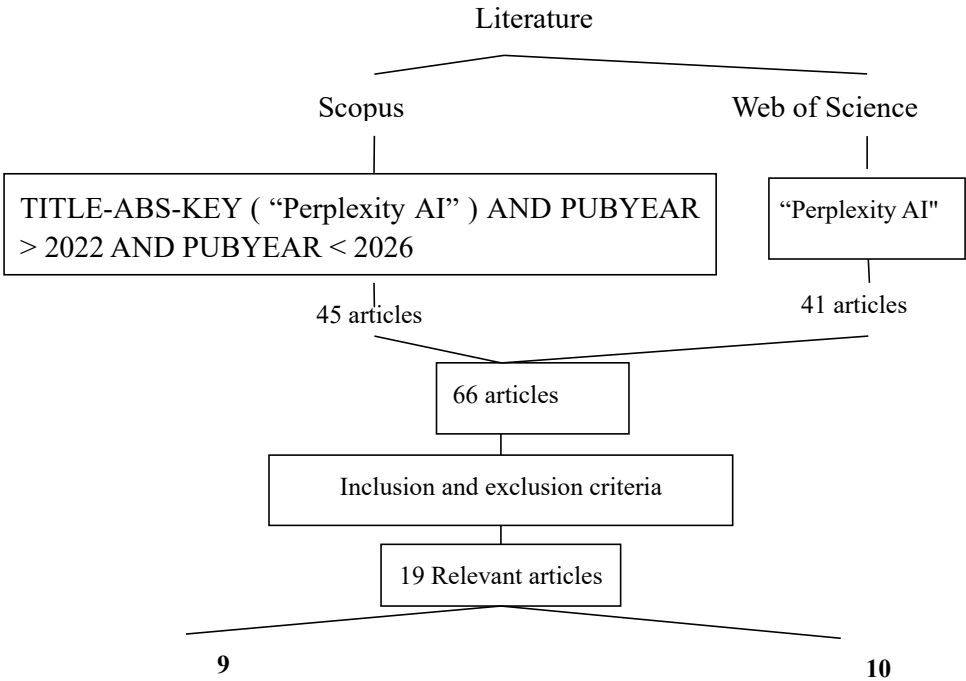 Literature
Scopus
Web of Science
TITLE-ABS-KEY ( “Perplexity AI” ) AND PUBYEAR
> 2022 AND PUBYEAR < 2026
“Perplexity AI"
45 articles
41 articles
66 articles
Inclusion and exclusion criteria
19 Relevant articles
9
10